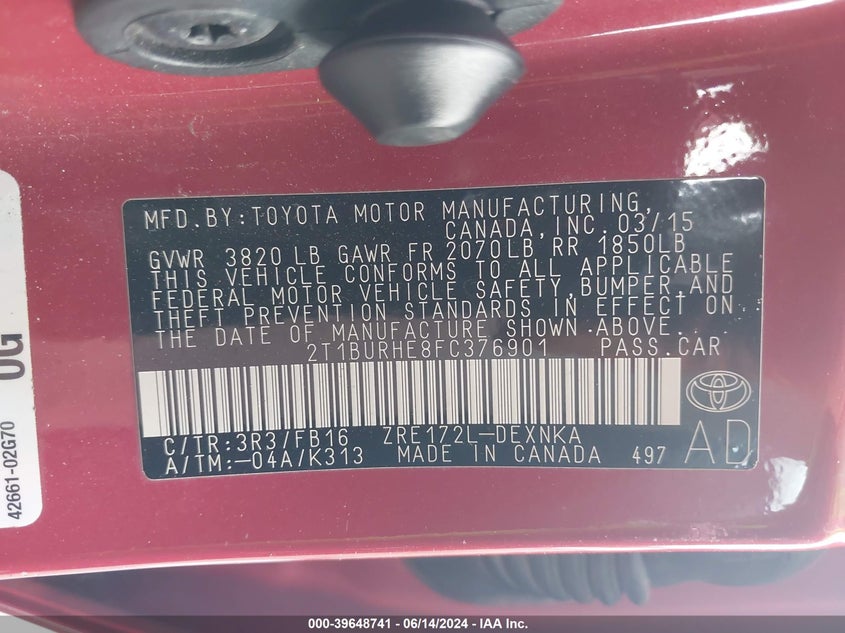 MFD.BY:TOYOTA MOTOR MANUFACTURING,
CANADA,INC. 03/15
GVWR 3820 LB GAWR FR 2070LB RR 1850LB
THIS VEHICLE CONFORMS TO ALL APPLICABLE
FEDERAL MOTOR VEHICLE SAFETY,BUMPER,AND
THEFT PREVENTION STANDARDS IN EFFECT ON
THE DATE OF MANUFACTURE SHOWN ABOVE.
2T1BURHE8FC376901 PASS.CAR
C/TR:3R3/FB16 ZRE172L-DEXNKA
A/TM:-04A/K313 MADE IN CANADA 497
AD
42661-02G70
000-39648741 / 06/14/2024 - IAA Inc.